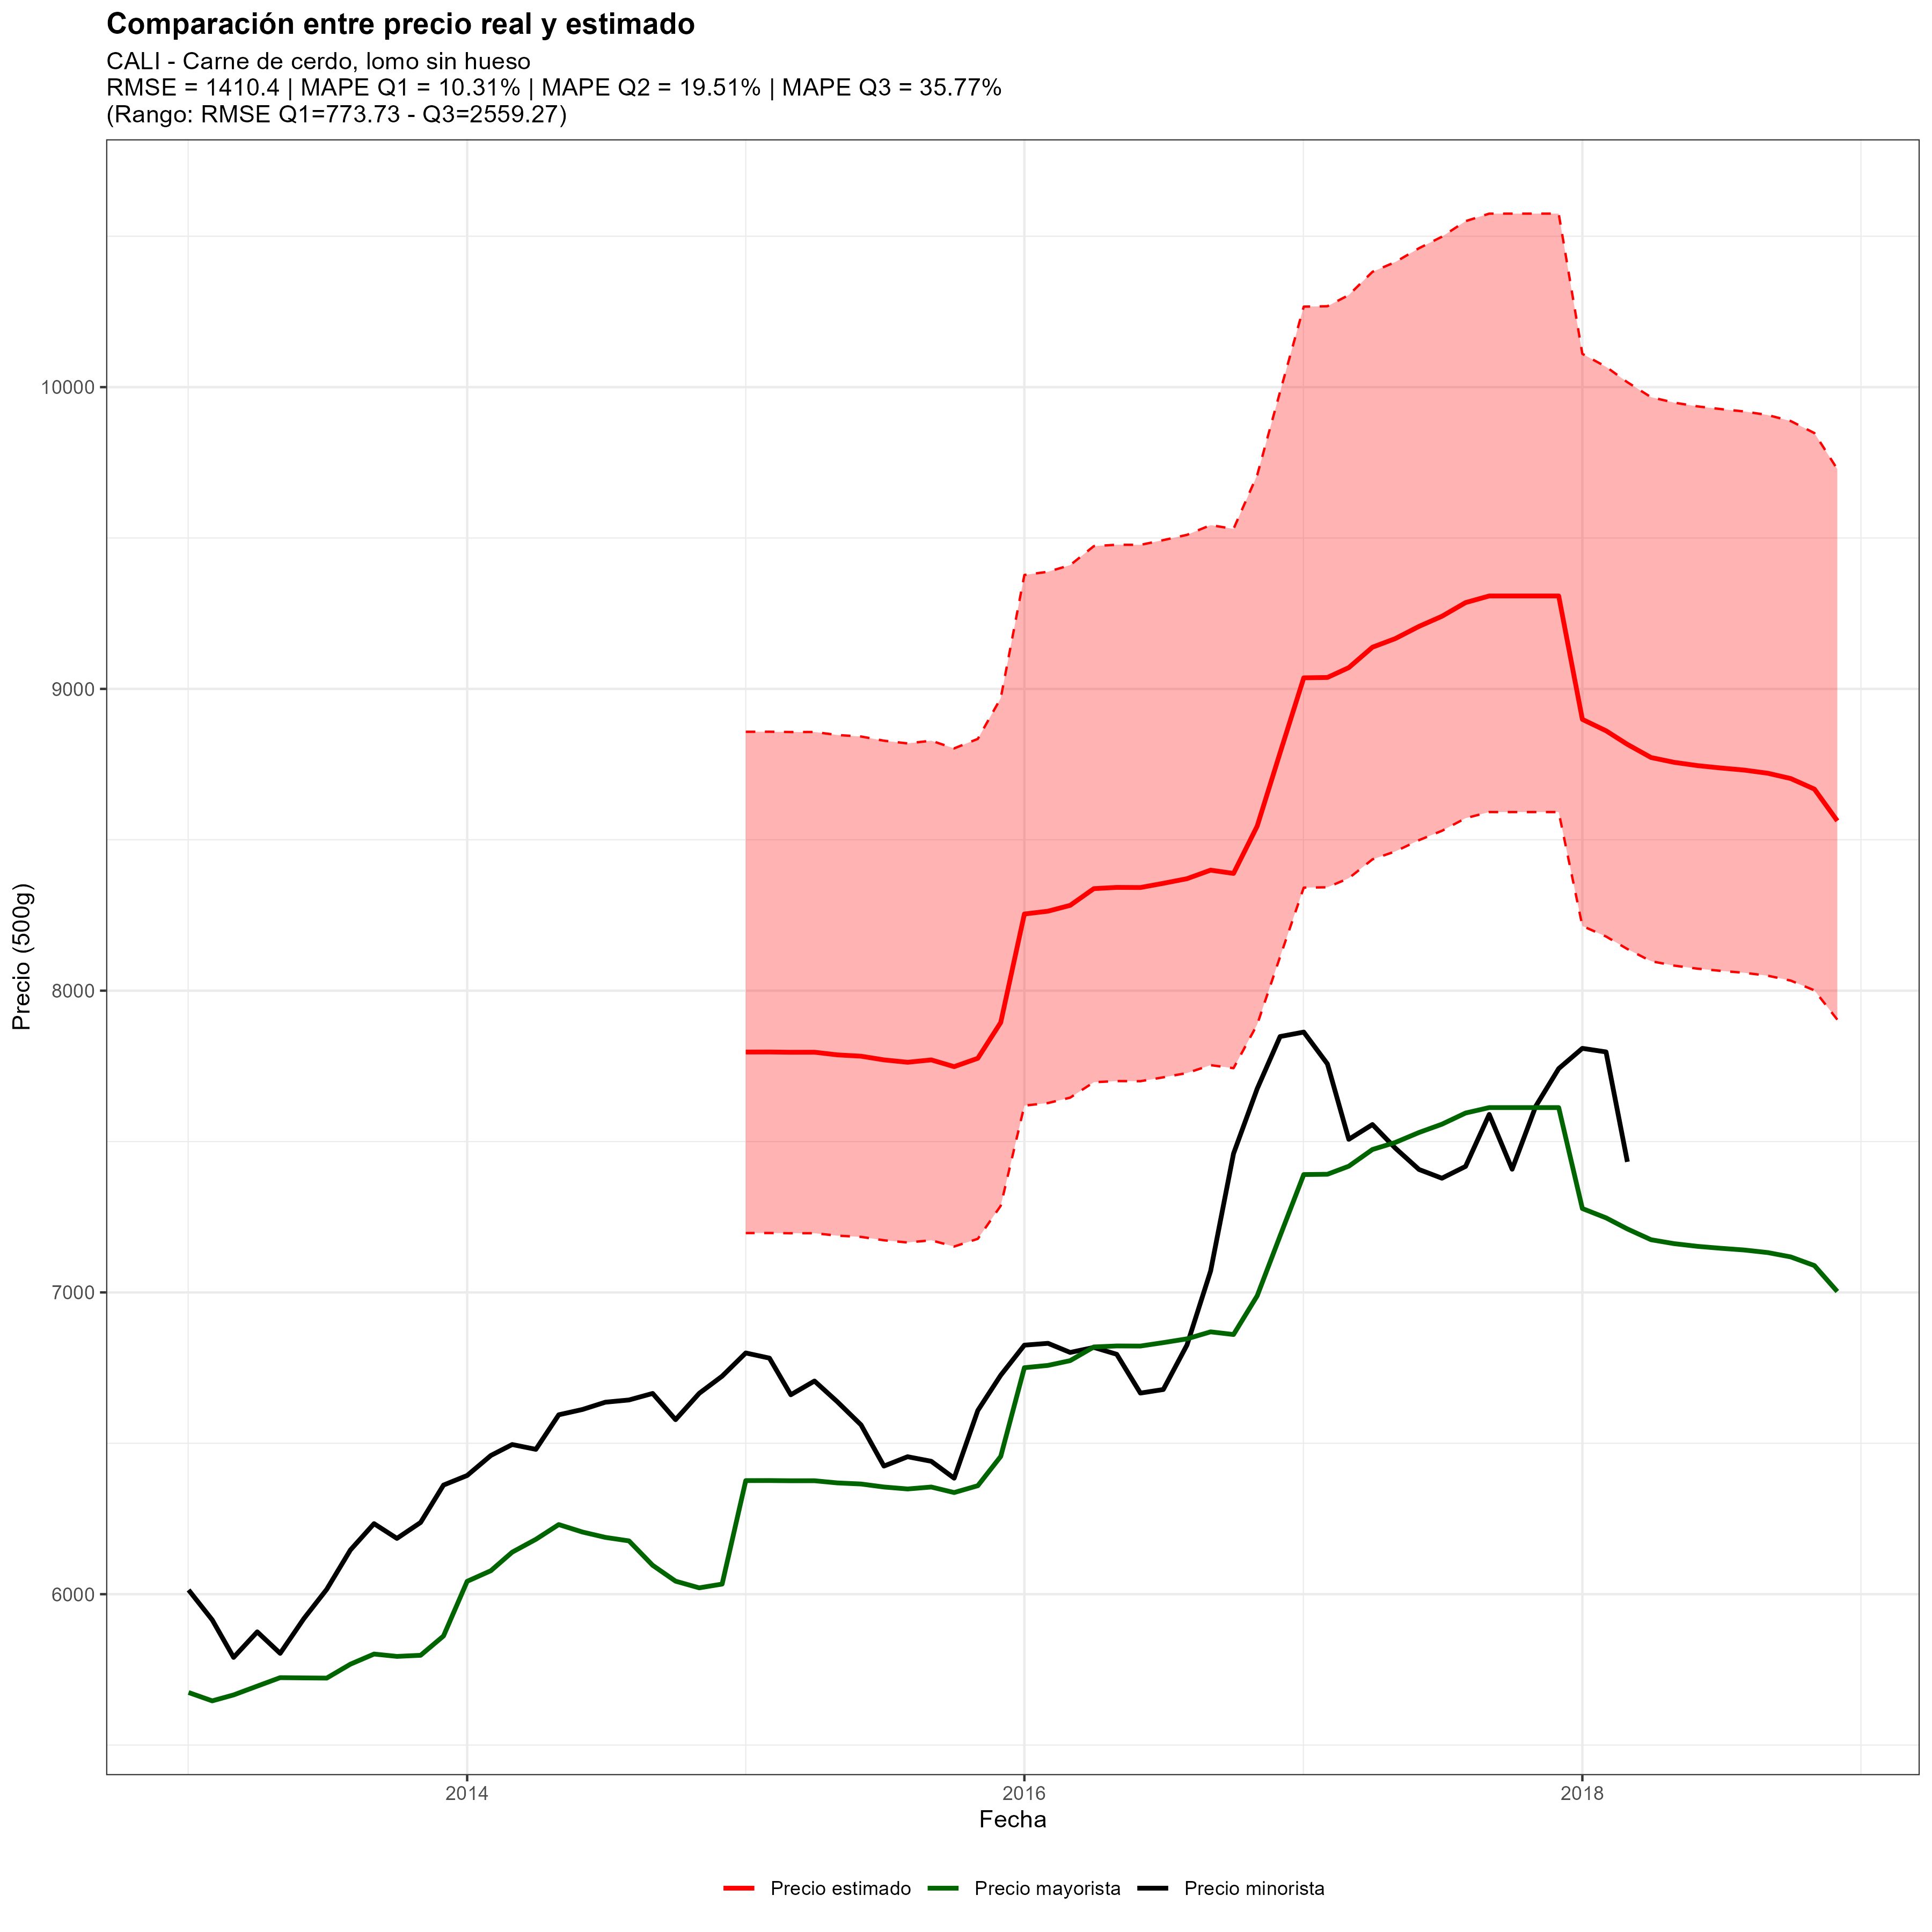 Comparación entre precio real y estimado
CALI - Carne de cerdo, lomo sin hueso
RMSE = 1410.4 | MAPE Q1 = 10.31% | MAPE Q2 = 19.51% | MAPE Q3 = 35.77%
(Rango: RMSE Q1=773.73 - Q3=2559.27)
Precio (500g)
10000
9000
8000
7000
6000
2014
2016
2018
Fecha
Precio estimado
Precio mayorista
Precio minorista